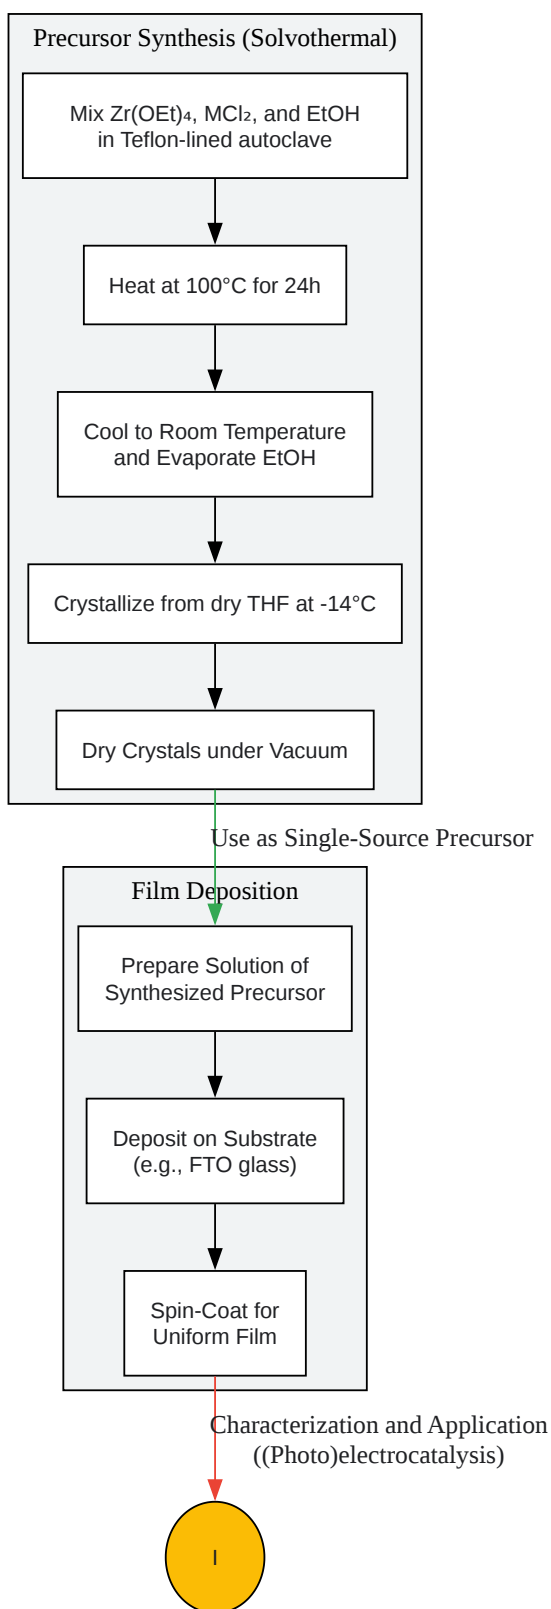 Precursor Synthesis (Solvothermal)
Mix Zr(OEt)₄, MCl₂, and EtOH
in Teflon-lined autoclave
Heat at 100°C for 24h
Cool to Room Temperature
and Evaporate EtOH
Crystallize from dry THF at -14°C
Dry Crystals under Vacuum
Use as Single-Source Precursor
Film Deposition
Prepare Solution of
Synthesized Precursor
Deposit on Substrate
(e.g., FTO glass)
Spin-Coat for
Uniform Film
Characterization and Application
((Photo)electrocatalysis)
I